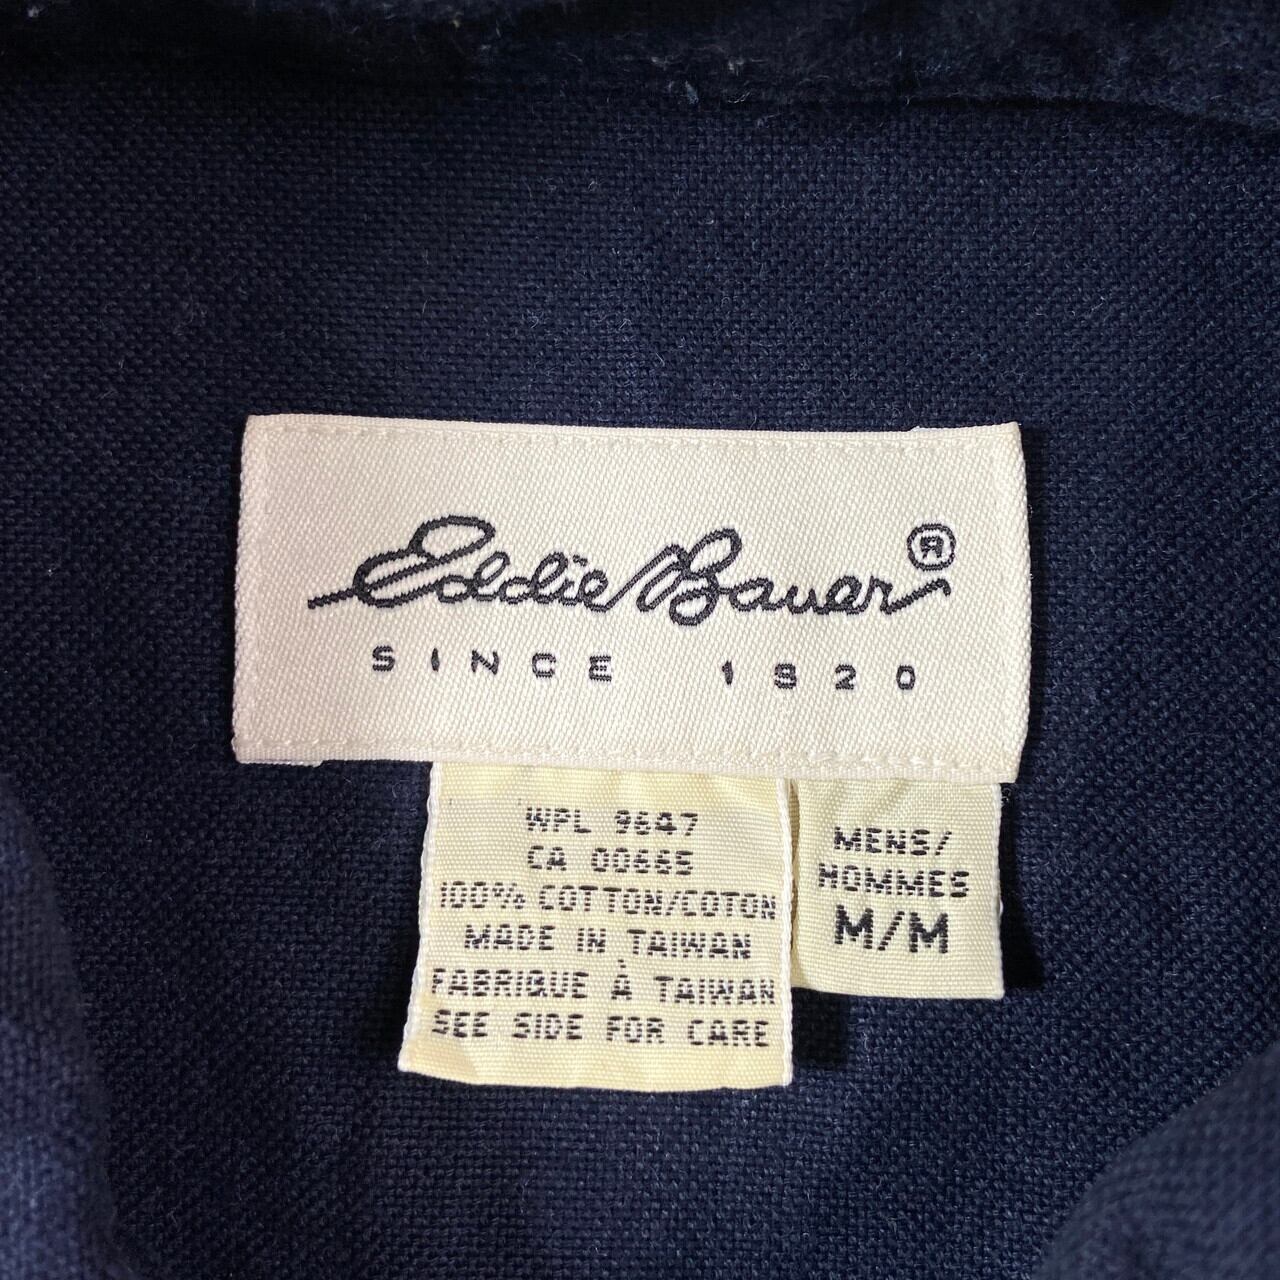 Eddie Bauer ®
SINCE 1920
WPL 9647
CA 00665
100% COTTON/COTON
MADE IN TAIWAN
FABRIQUE À TAIWAN
SEE SIDE FOR CARE
MENS/
HOMMES
M/M